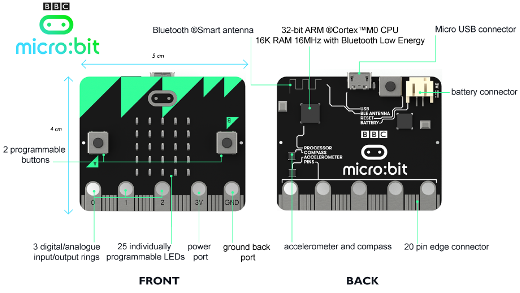 BBC
micro:bit
Bluetooth ®Smart antenna
32-bit ARM ®Cortex™M0 CPU
16K RAM 16MHz with Bluetooth Low Energy
Micro USB connector
5 cm
4 cm
battery connector
2 programmable
buttons
A
B
USB
BLE ANTENNA
RESET
BATTERY
BBC
micro:bit
PROCESSOR
COMPASS
ACCELEROMETER
PINS
0
1
2
3V
GND
3 digital/analogue
input/output rings
25 individually
programmable LEDs
power
port
ground back
port
accelerometer and compass
20 pin edge connector
FRONT
BACK